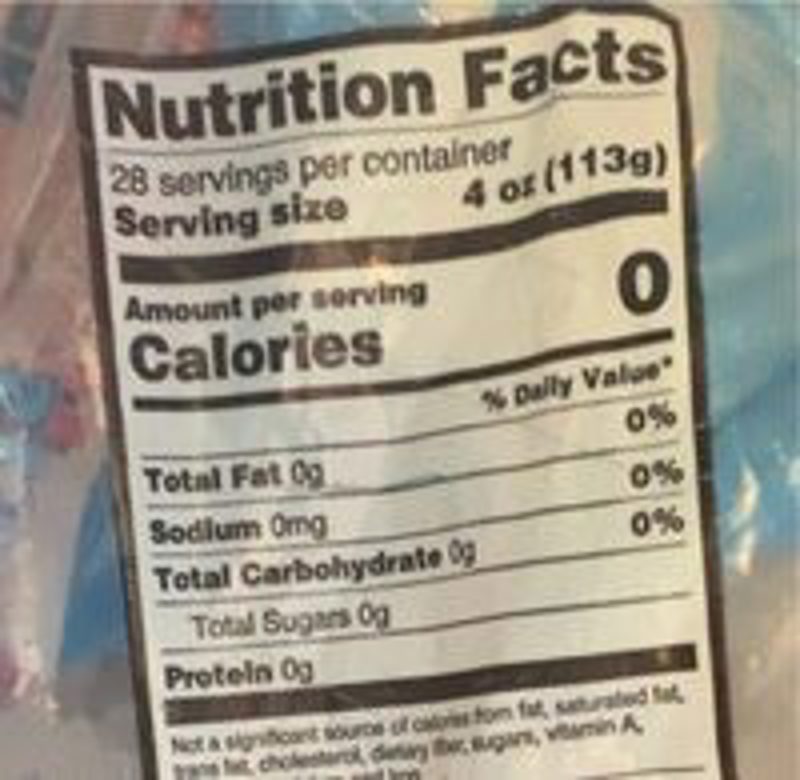 Nutrition Facts
28 servings per container
Serving size 4 oz (113g)
Amount per serving
Calories 0
% Daily Value*
Total Fat 0g 0%
Sodium 0mg 0%
Total Carbohydrate 0g 0%
Total Sugars 0g
Protein 0g
Not a significant source of calories from fat, saturated fat,
trans fat, cholesterol, dietary fiber, sugars, vitamin A,
and iron